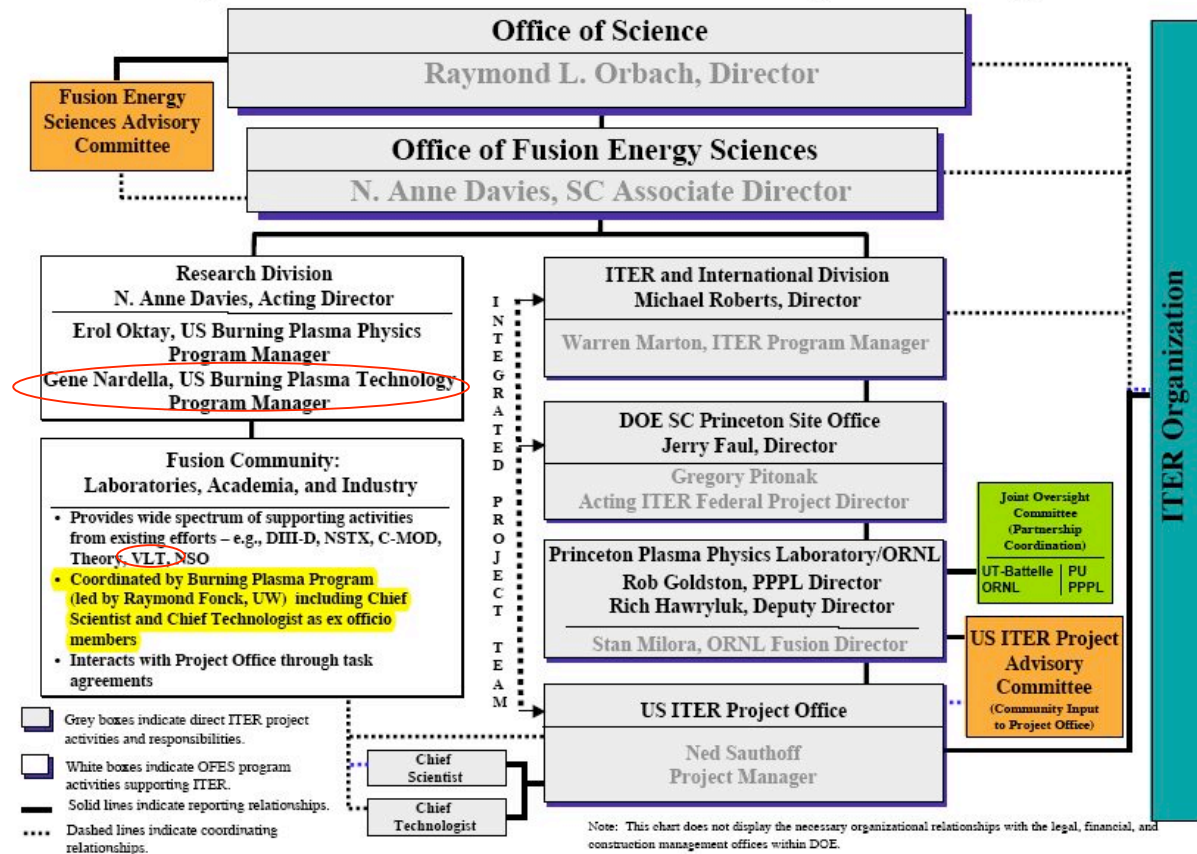 Office of Science
Raymond L. Orbach, Director
Fusion Energy
Sciences Advisory
Committee
Office of Fusion Energy Sciences
N. Anne Davies, SC Associate Director
Research Division
N. Anne Davies, Acting Director
Erol Oktay, US Burning Plasma Physics
Program Manager
Gene Nardella, US Burning Plasma Technology
Program Manager
Fusion Community:
Laboratories, Academia, and Industry
• Provides wide spectrum of supporting activities
from existing efforts – e.g., DIII-D, NSTX, C-MOD,
Theory, VLT, NSO
• Coordinated by Burning Plasma Program
(led by Raymond Fonck, UW) including Chief
Scientist and Chief Technologist as ex officio
members
• Interacts with Project Office through task
agreements
INTEGRATED PROJECT TEAM
ITER and International Division
Michael Roberts, Director
Warren Marton, ITER Program Manager
DOE SC Princeton Site Office
Jerry Faul, Director
Gregory Pitonak
Acting ITER Federal Project Director
Princeton Plasma Physics Laboratory/ORNL
Rob Goldston, PPPL Director
Rich Hawryluk, Deputy Director
Stan Milora, ORNL Fusion Director
US ITER Project Office
Ned Sauthoff
Project Manager
Joint Oversight
Committee
(Partnership
Coordination)
UT-Battelle PU
ORNL PPPL
US ITER Project
Advisory
Committee
(Community Input
to Project Office)
ITER Organization
Chief
Scientist
Chief
Technologist
Grey boxes indicate direct ITER project
activities and responsibilities.
White boxes indicate OFES program
activities supporting ITER.
Solid lines indicate reporting relationships.
Dashed lines indicate coordinating
relationships.
Note: This chart does not display the necessary organizational relationships with the legal, financial, and
construction management offices within DOE.